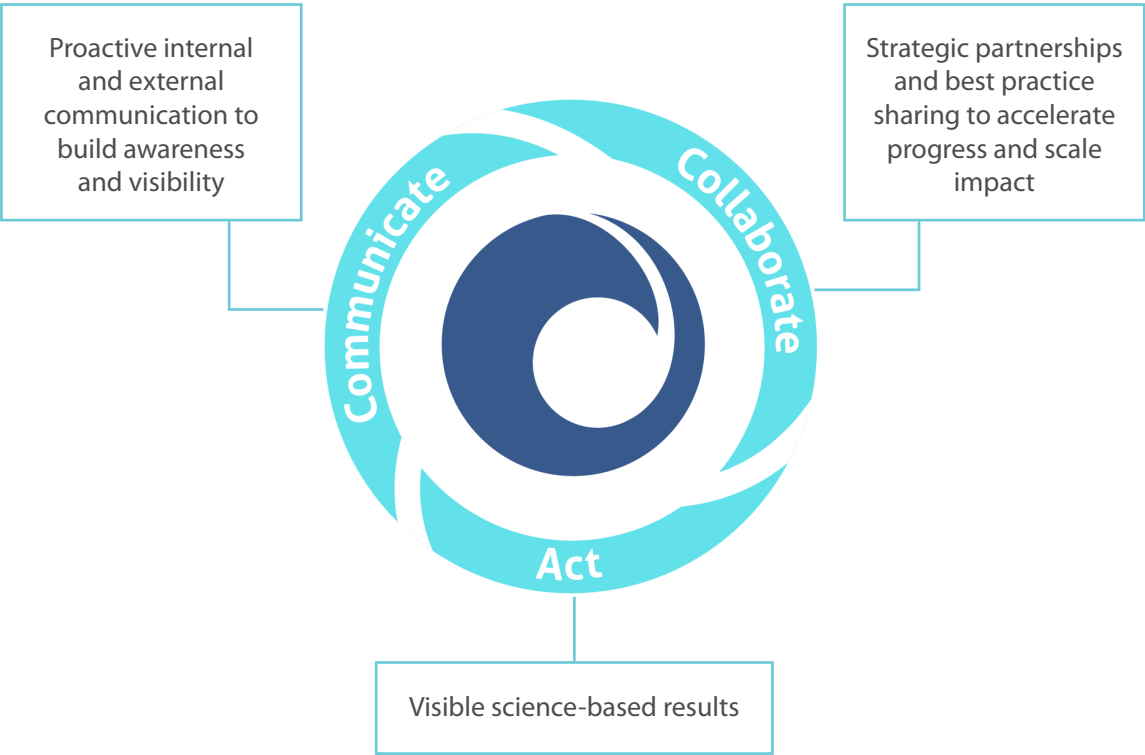 Proactive internal
and external
communication to
build awareness
and visibility
Strategic partnerships
and best practice
sharing to accelerate
progress and scale
impact
Communicate
Collaborate
Act
Visible science-based results